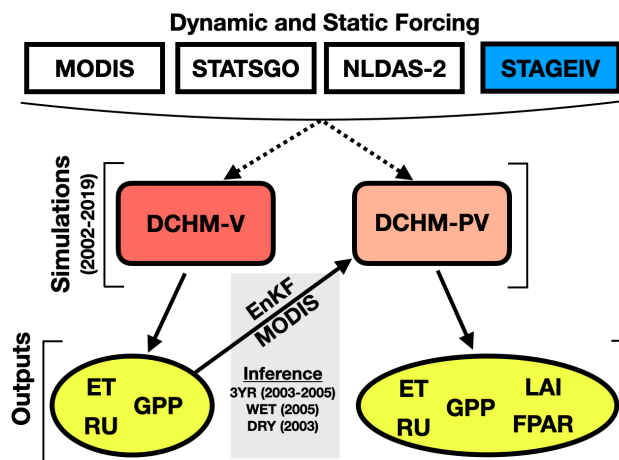 Dynamic and Static Forcing
MODIS STATSGO NLDAS-2 STAGEIV
Simulations
(2002-2019)
DCHM-V DCHM-PV
EnKF
MODIS
Inference
3YR (2003-2005)
WET (2005)
DRY (2003)
Outputs
ET
GPP
RU
ET LAI
GPP
RU FPAR